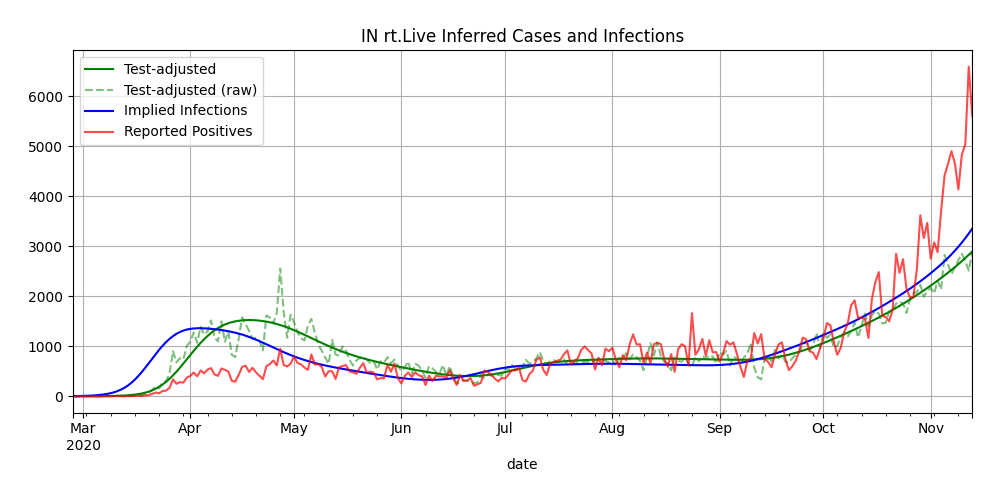 IN rt.Live Inferred Cases and Infections
Test-adjusted
Test-adjusted (raw)
Implied Infections
Reported Positives
6000
5000
4000
3000
2000
1000
0
Mar Apr May Jun Jul Aug Sep Oct Nov
2020
date